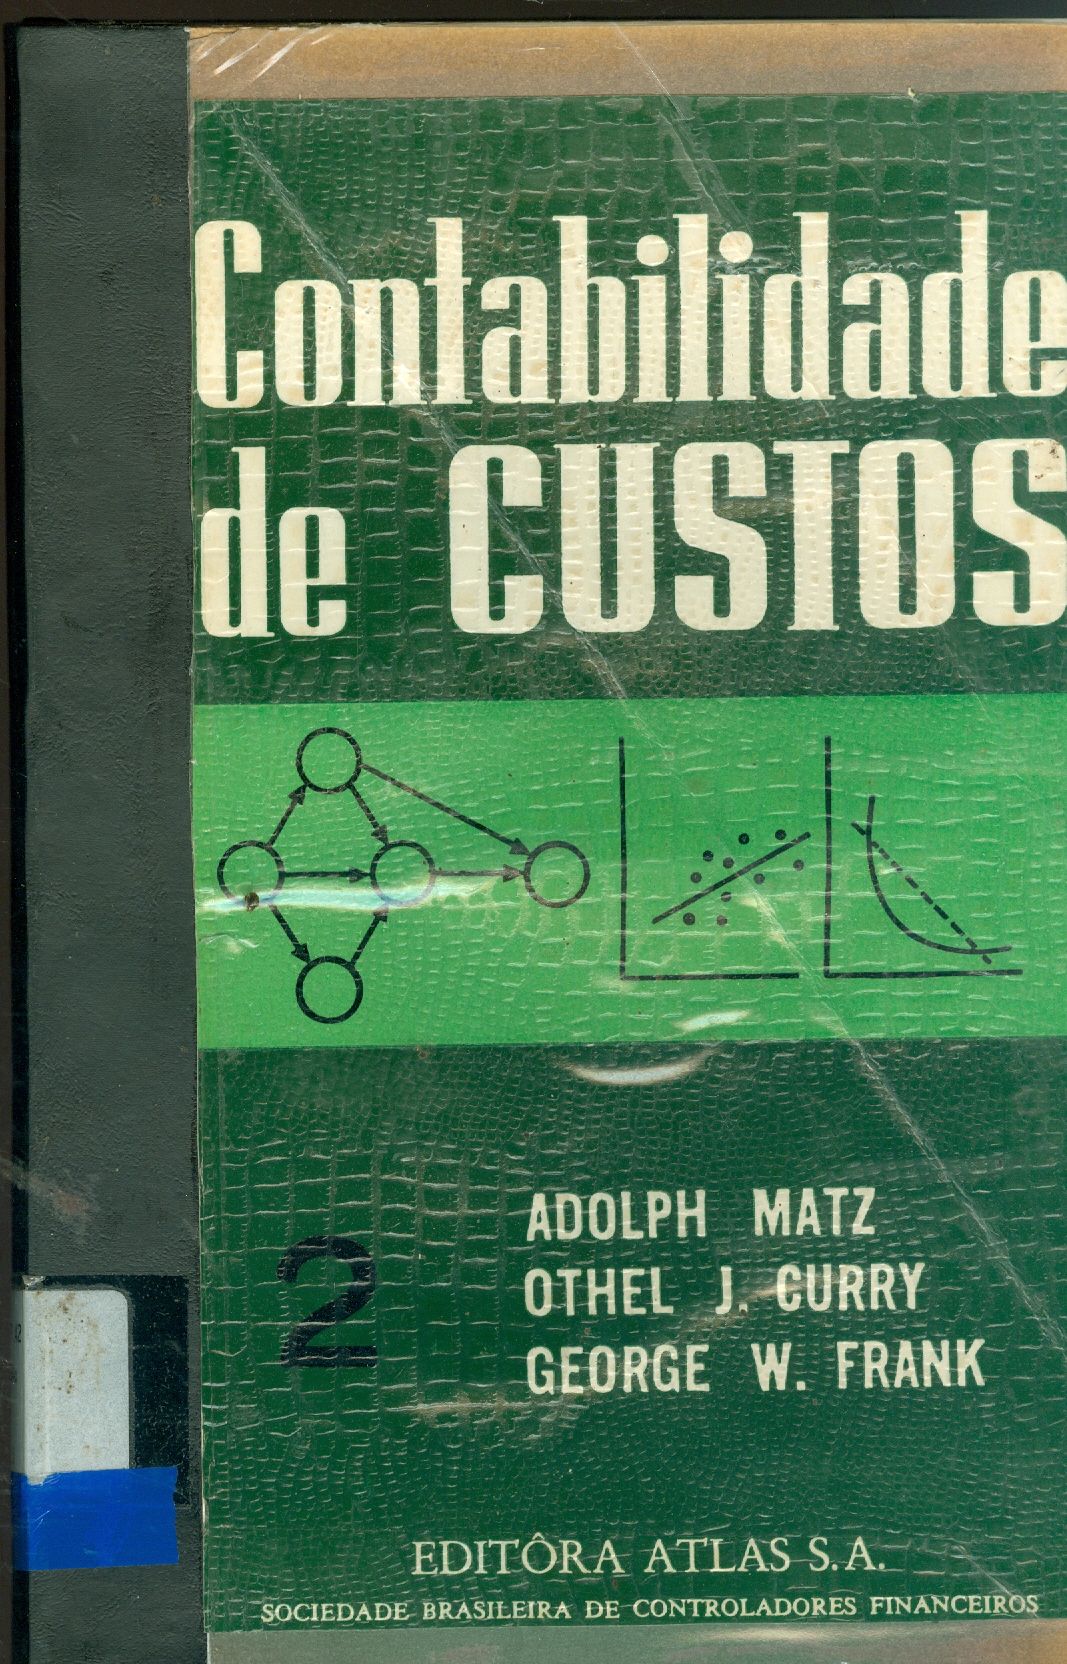 Contabilidade
de CUSTOS
2
ADOLPH MATZ
OTHEL J. CURRY
GEORGE W. FRANK
EDITÔRA ATLAS S.A.
SOCIEDADE BRASILEIRA DE CONTROLADORES FINANCEIROS